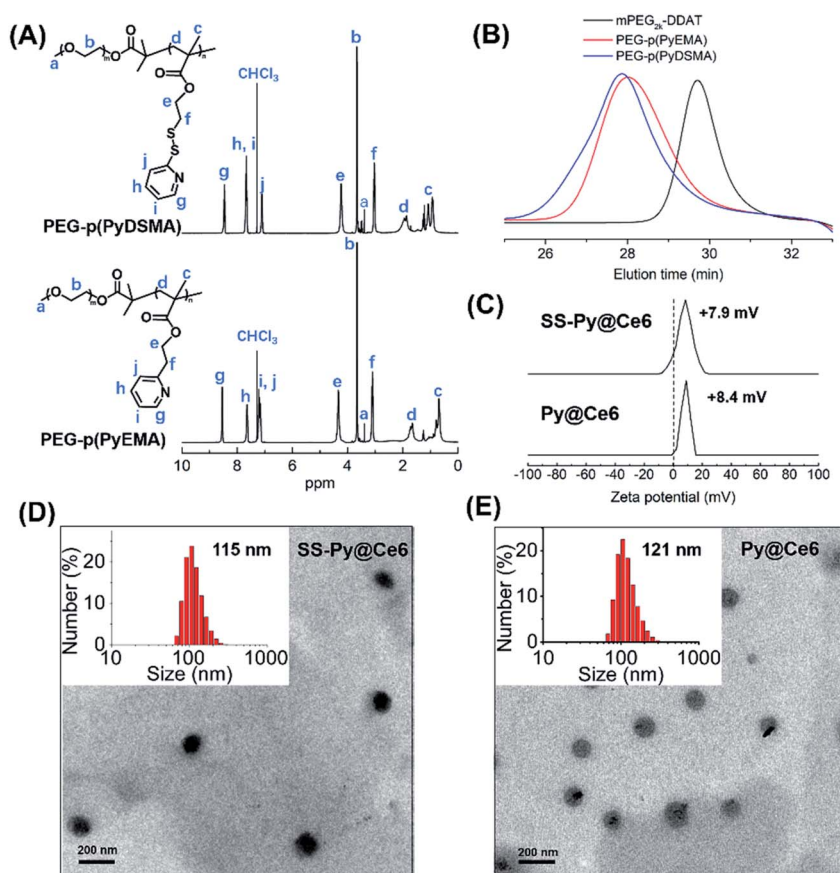 (A)
a
O
b
O
m
O
d
c
n
O
O
e
f
S
S
j
N
h
i
g
PEG-p(PyDSMA)
g
h, i
CHCl3
j
e
b
a
f
d
c
a
O
b
O
m
O
d
c
n
O
O
e
f
j
h
N
i
g
PEG-p(PyEMA)
g
h
CHCl3
i, j
e
b
a
f
d
c
10 8 6 4 2 0
ppm
(B)
mPEG2k-DDAT
PEG-p(PyEMA)
PEG-p(PyDSMA)
26 28 30 32
Elution time (min)
(C)
SS-Py@Ce6
+7.9 mV
Py@Ce6
+8.4 mV
-100 -80 -60 -40 -20 0 20 40 60 80 100
Zeta potential (mV)
(D)
SS-Py@Ce6
115 nm
Number (%)
20
10
0
10 100 1000
Size (nm)
200 nm
(E)
Py@Ce6
121 nm
Number (%)
20
10
0
10 100 1000
Size (nm)
200 nm